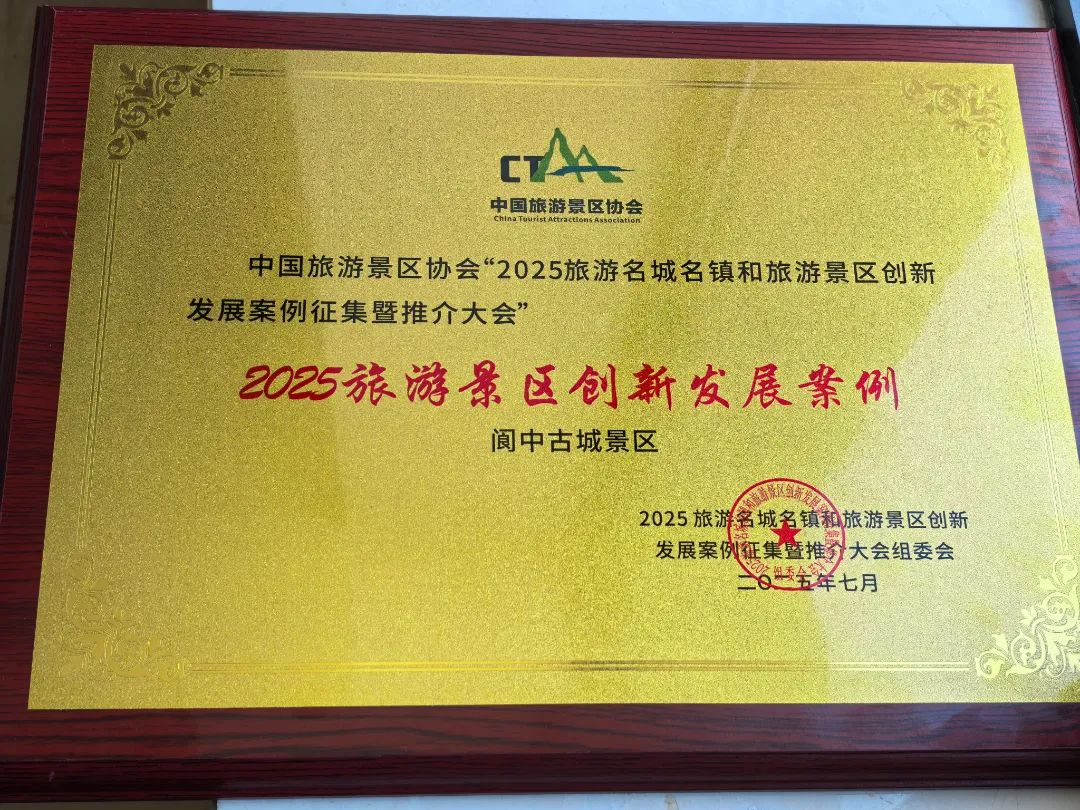 CT
中国旅游景区协会
China Tourist Attractions Association
中国旅游景区协会“2025旅游名城名镇和旅游景区创新
发展案例征集暨推介大会”
2025旅游景区创新发展案例
阆中古城景区
2025 旅游名城名镇和旅游景区创新
发展案例征集暨推介大会组委会
二〇二五年七月